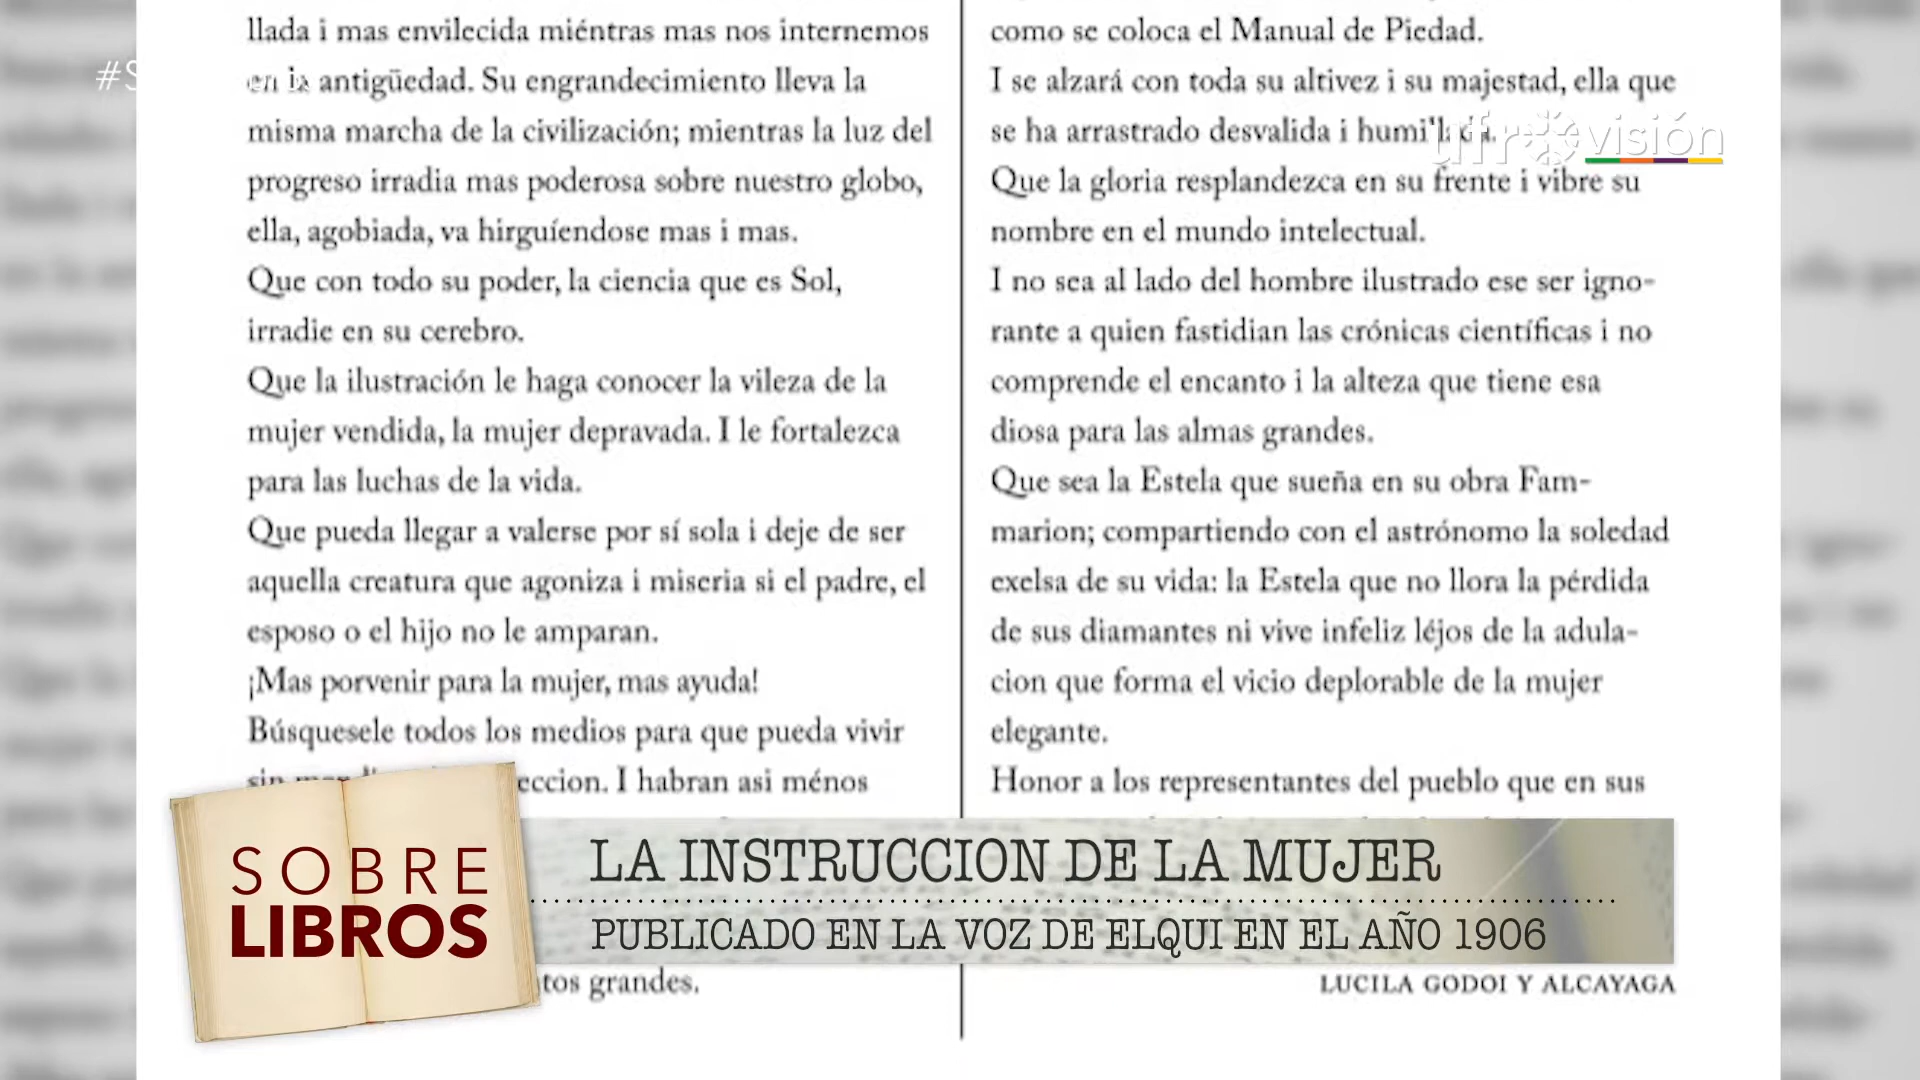 llada i mas envilecida miéntras mas nos internemos
en la antigüedad. Su engrandecimiento lleva la
misma marcha de la civilización; mientras la luz del
progreso irradia mas poderosa sobre nuestro globo,
ella, agobiada, va hirguíendose mas i mas.
Que con todo su poder, la ciencia que es Sol,
irradie en su cerebro.
Que la ilustración le haga conocer la vileza de la
mujer vendida, la mujer depravada. I le fortalezca
para las luchas de la vida.
Que pueda llegar a valerse por sí sola i deje de ser
aquella creatura que agoniza i miseria si el padre, el
esposo o el hijo no le amparan.
¡Mas porvenir para la mujer, mas ayuda!
Búsquesele todos los medios para que pueda vivir
sin eccion. I habran asi ménos
tos grandes.
como se coloca el Manual de Piedad.
I se alzará con toda su altivez i su majestad, ella que
se ha arrastrado desvalida i humillada.
Que la gloria resplandezca en su frente i vibre su
nombre en el mundo intelectual.
I no sea al lado del hombre ilustrado ese ser igno-
rante a quien fastidian las crónicas científicas i no
comprende el encanto i la alteza que tiene esa
diosa para las almas grandes.
Que sea la Estela que sueña en su obra Fam-
marion; compartiendo con el astrónomo la soledad
exelsa de su vida: la Estela que no llora la pérdida
de sus diamantes ni vive infeliz léjos de la adula-
cion que forma el vicio deplorable de la mujer
elegante.
Honor a los representantes del pueblo que en sus
LUCILA GODOI Y ALCAYAGA
ufrovisión
SOBRE
LIBROS
LA INSTRUCCION DE LA MUJER
PUBLICADO EN LA VOZ DE ELQUI EN EL AÑO 1906